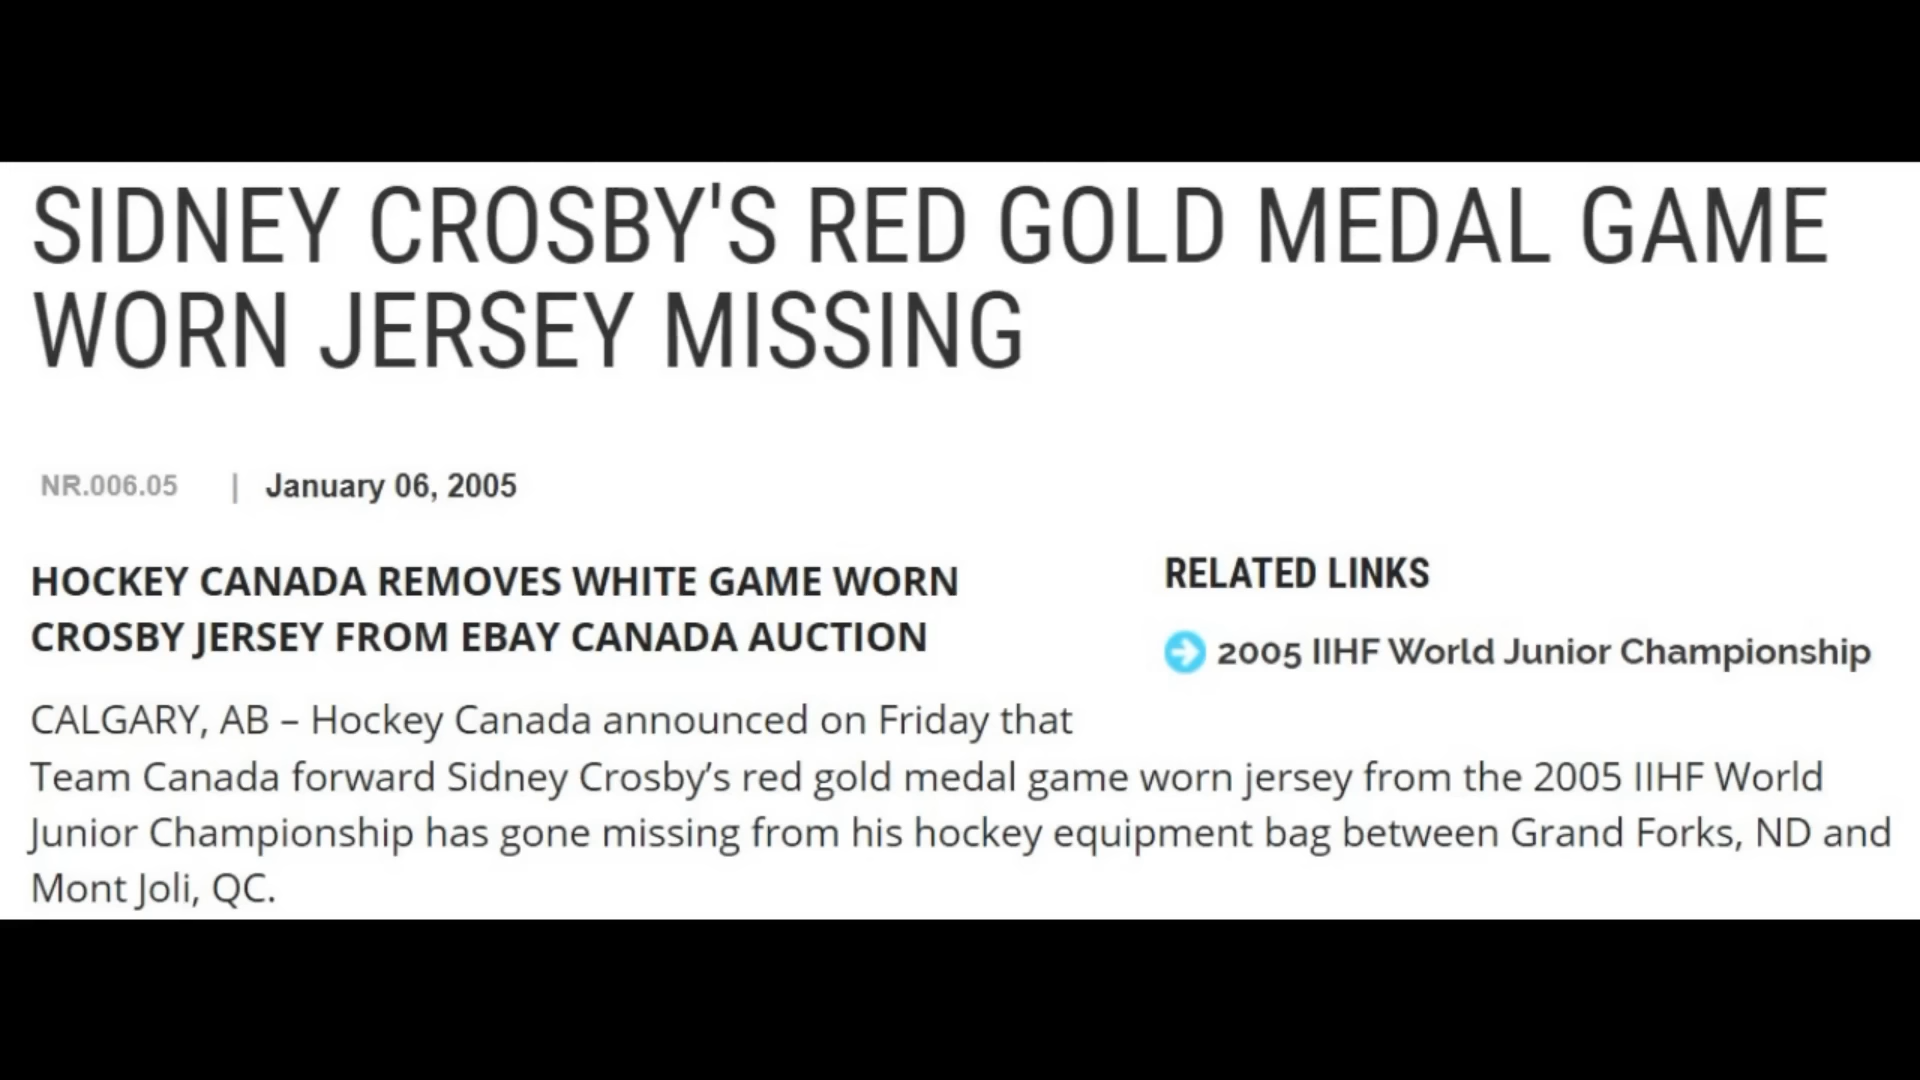 SIDNEY CROSBY'S RED GOLD MEDAL GAME
WORN JERSEY MISSING
NR.006.05 | January 06, 2005
HOCKEY CANADA REMOVES WHITE GAME WORN
CROSBY JERSEY FROM EBAY CANADA AUCTION
RELATED LINKS
2005 IIHF World Junior Championship
CALGARY, AB – Hockey Canada announced on Friday that
Team Canada forward Sidney Crosby’s red gold medal game worn jersey from the 2005 IIHF World
Junior Championship has gone missing from his hockey equipment bag between Grand Forks, ND and
Mont Joli, QC.